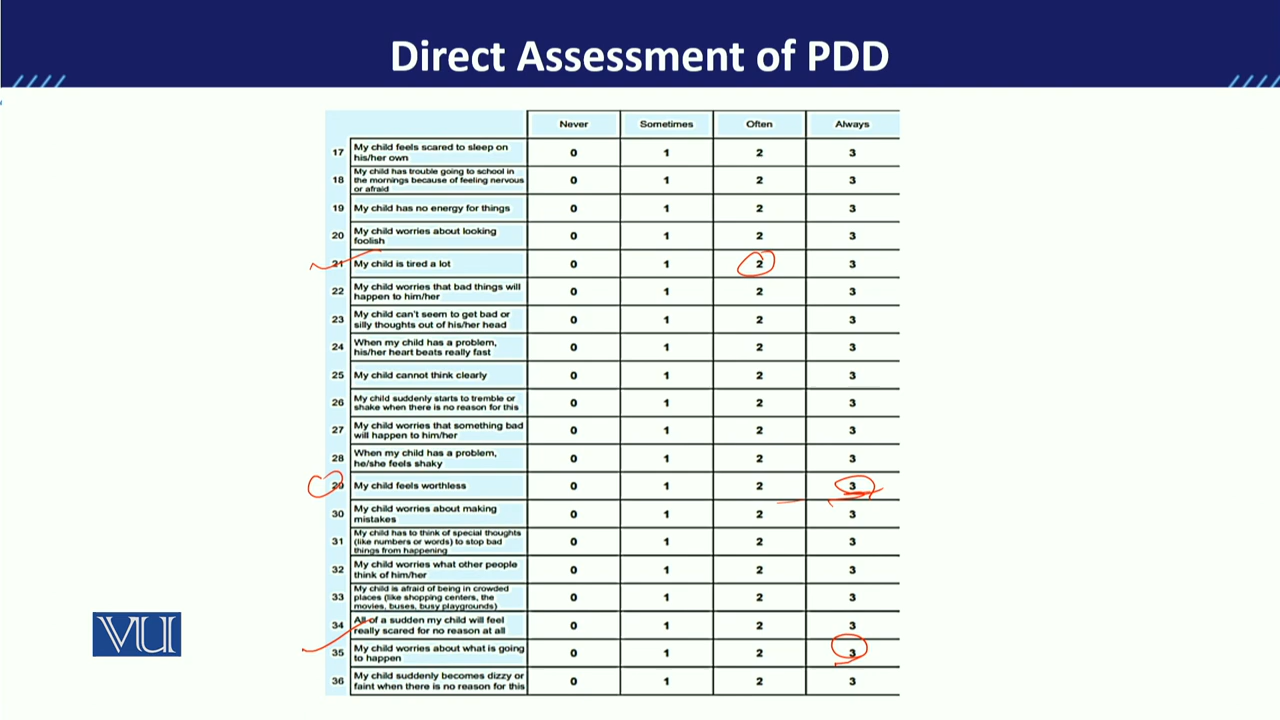 Direct Assessment of PDD
Never Sometimes Often Always
17 My child feels scared to sleep on
his/her own 0 1 2 3
18 My child has trouble going to school in
the mornings because of feeling nervous
or afraid 0 1 2 3
19 My child has no energy for things 0 1 2 3
20 My child worries about looking
foolish 0 1 2 3
21 My child is tired a lot 0 1 2 3
22 My child worries that bad things will
happen to him/her 0 1 2 3
23 My child can't seem to get bad or
silly thoughts out of his/her head 0 1 2 3
24 When my child has a problem,
his/her heart beats really fast 0 1 2 3
25 My child cannot think clearly 0 1 2 3
26 My child suddenly starts to tremble or
shake when there is no reason for this 0 1 2 3
27 My child worries that something bad
will happen to him/her 0 1 2 3
28 When my child has a problem,
he/she feels shaky 0 1 2 3
29 My child feels worthless 0 1 2 3
30 My child worries about making
mistakes 0 1 2 3
31 My child has to think of special thoughts
(like numbers or words) to stop bad
things from happening 0 1 2 3
32 My child worries what other people
think of him/her 0 1 2 3
33 My child is afraid of being in crowded
places (like shopping centers, the
movies, buses, busy playgrounds) 0 1 2 3
34 All of a sudden my child will feel
really scared for no reason at all 0 1 2 3
35 My child worries about what is going
to happen 0 1 2 3
36 My child suddenly becomes dizzy or
faint when there is no reason for this 0 1 2 3
VU